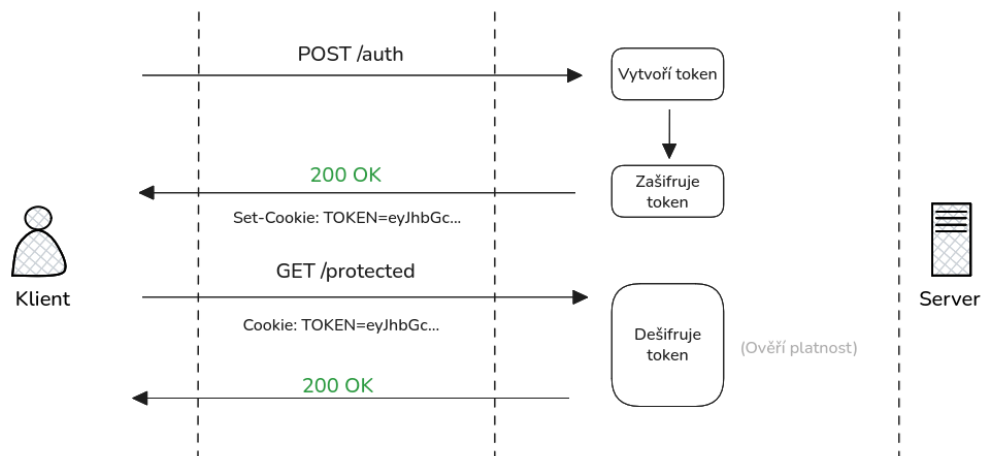 POST /auth
Vytvoří token
200 OK
Zašifruje
token
Set-Cookie: TOKEN=eyJhbGc...
GET /protected
Klient
Server
Cookie: TOKEN=eyJhbGc...
Dešifruje
token
(Ověří platnost)
200 OK